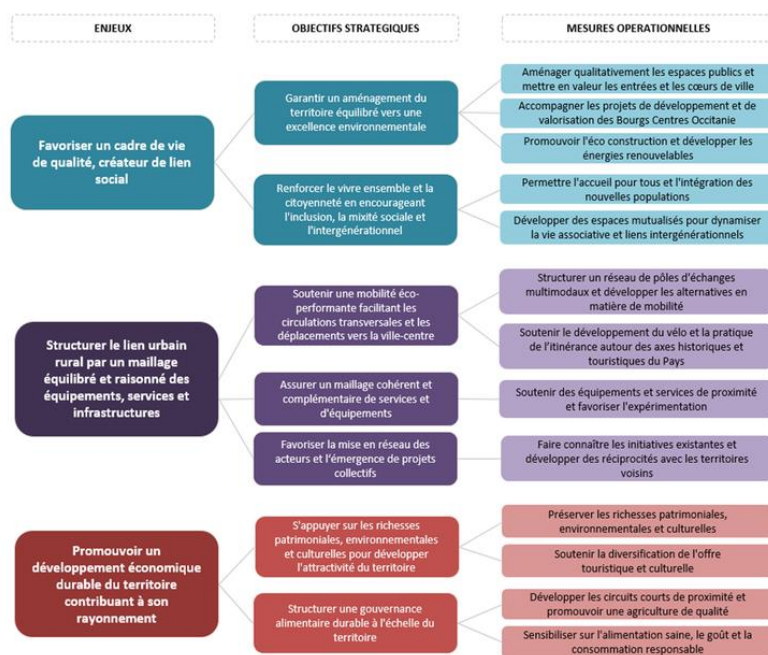 ENJEUX
OBJECTIFS STRATEGIQUES
MESURES OPERATIONNELLES
Favoriser un cadre de vie
de qualité, créateur de lien
social
Garantir un aménagement du
territoire équilibré vers une
excellence environnementale
Aménager qualitativement les espaces publics et
mettre en valeur les entrées et les cœurs de ville
Accompagner les projets de développement et de
valorisation des Bourgs Centres Occitanie
Promouvoir l'éco construction et développer les
énergies renouvelables
Renforcer le vivre ensemble et la
citoyenneté en encourageant
l'inclusion, la mixité sociale et
l'intergénérationnel
Permettre l'accueil pour tous et l'intégration des
nouvelles populations
Développer des espaces mutualisés pour dynamiser
la vie associative et liens intergénérationnels
Structurer le lien urbain
rural par un maillage
équilibré et raisonné des
équipements, services et
infrastructures
Soutenir une mobilité éco-
performante facilitant les
circulations transversales et les
déplacements vers la ville-centre
Structurer un réseau de pôles d'échanges
multimodaux et développer les alternatives en
matière de mobilité
Soutenir le développement du vélo et la pratique
de l'itinérance autour des axes historiques et
touristiques du Pays
Assurer un maillage cohérent et
complémentaire de services et
d'équipements
Soutenir des équipements et services de proximité
et favoriser l'expérimentation
Favoriser la mise en réseau des
acteurs et l'émergence de projets
collectifs
Faire connaître les initiatives existantes et
développer des réciprocités avec les territoires
voisins
Promouvoir un
développement économique
durable du territoire
contribuant à son
rayonnement
S'appuyer sur les richesses
patrimoniales, environnementales
et culturelles pour développer
l'attractivité du territoire
Préserver les richesses patrimoniales,
environnementales et culturelles
Soutenir la diversification de l'offre
touristique et culturelle
Structurer une gouvernance
alimentaire durable à l'échelle du
territoire
Développer les circuits courts de proximité et
promouvoir une agriculture de qualité
Sensibiliser sur l'alimentation saine, le goût et la
consommation responsable